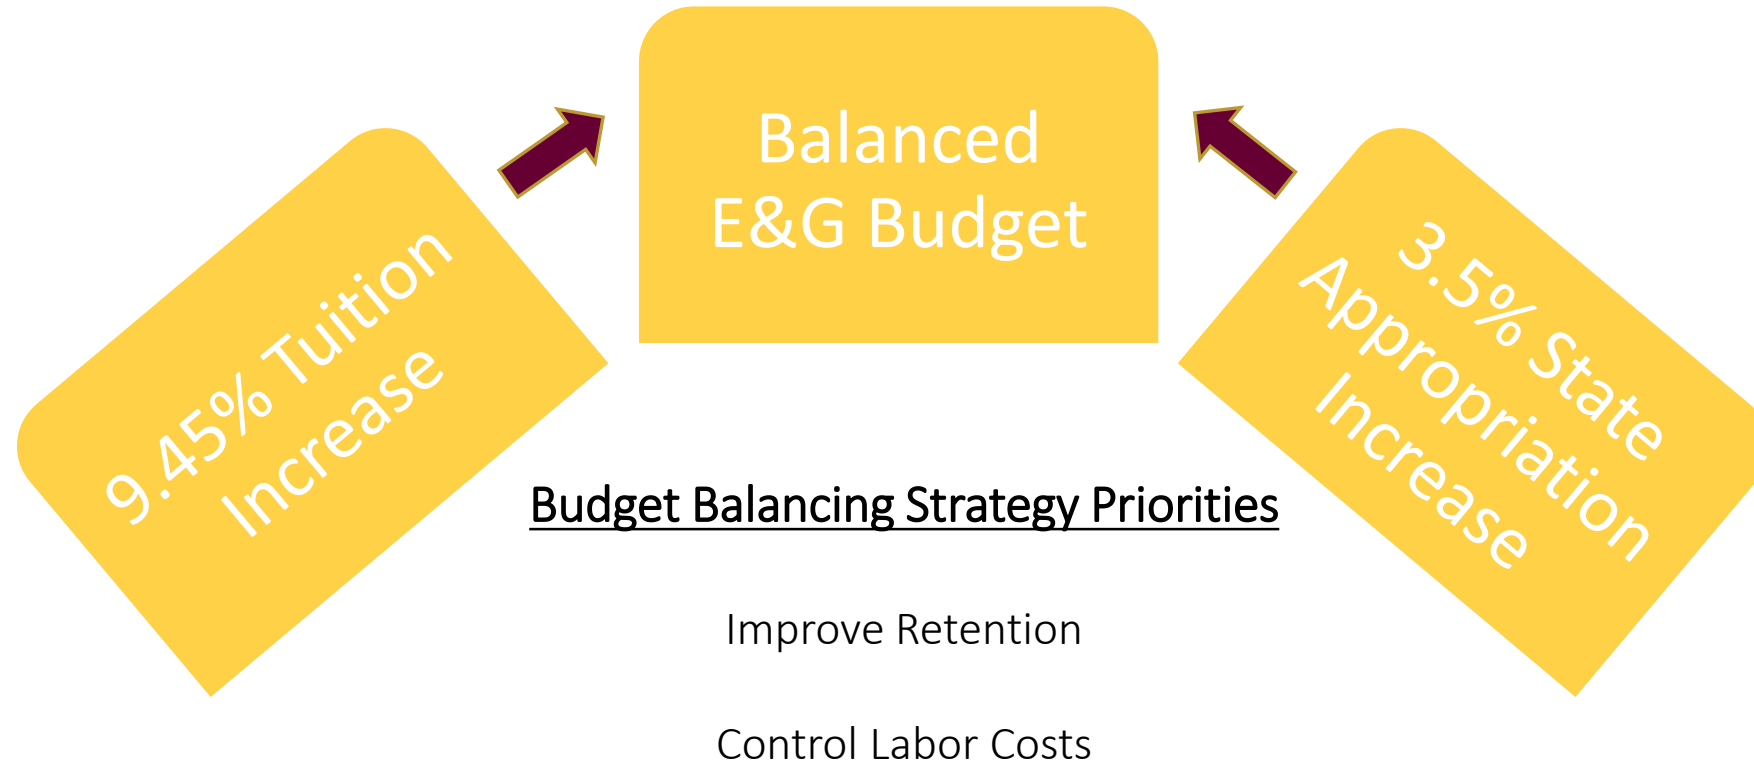 Balanced
E&G Budget
9.45% Tuition
Increase
3.5% State
Appropriation
Increase
Budget Balancing Strategy Priorities
Improve Retention
Control Labor Costs